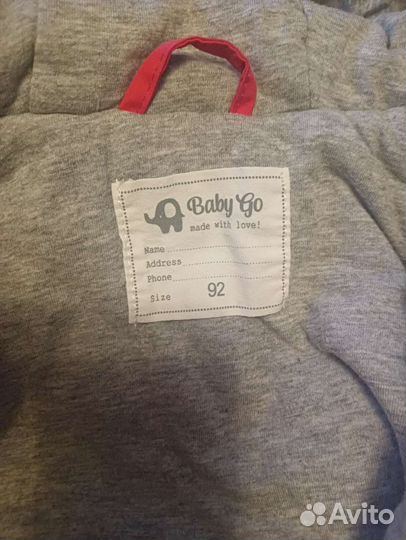 Baby Go
made with love!
Name
Address
Phone
Size 92
Avito